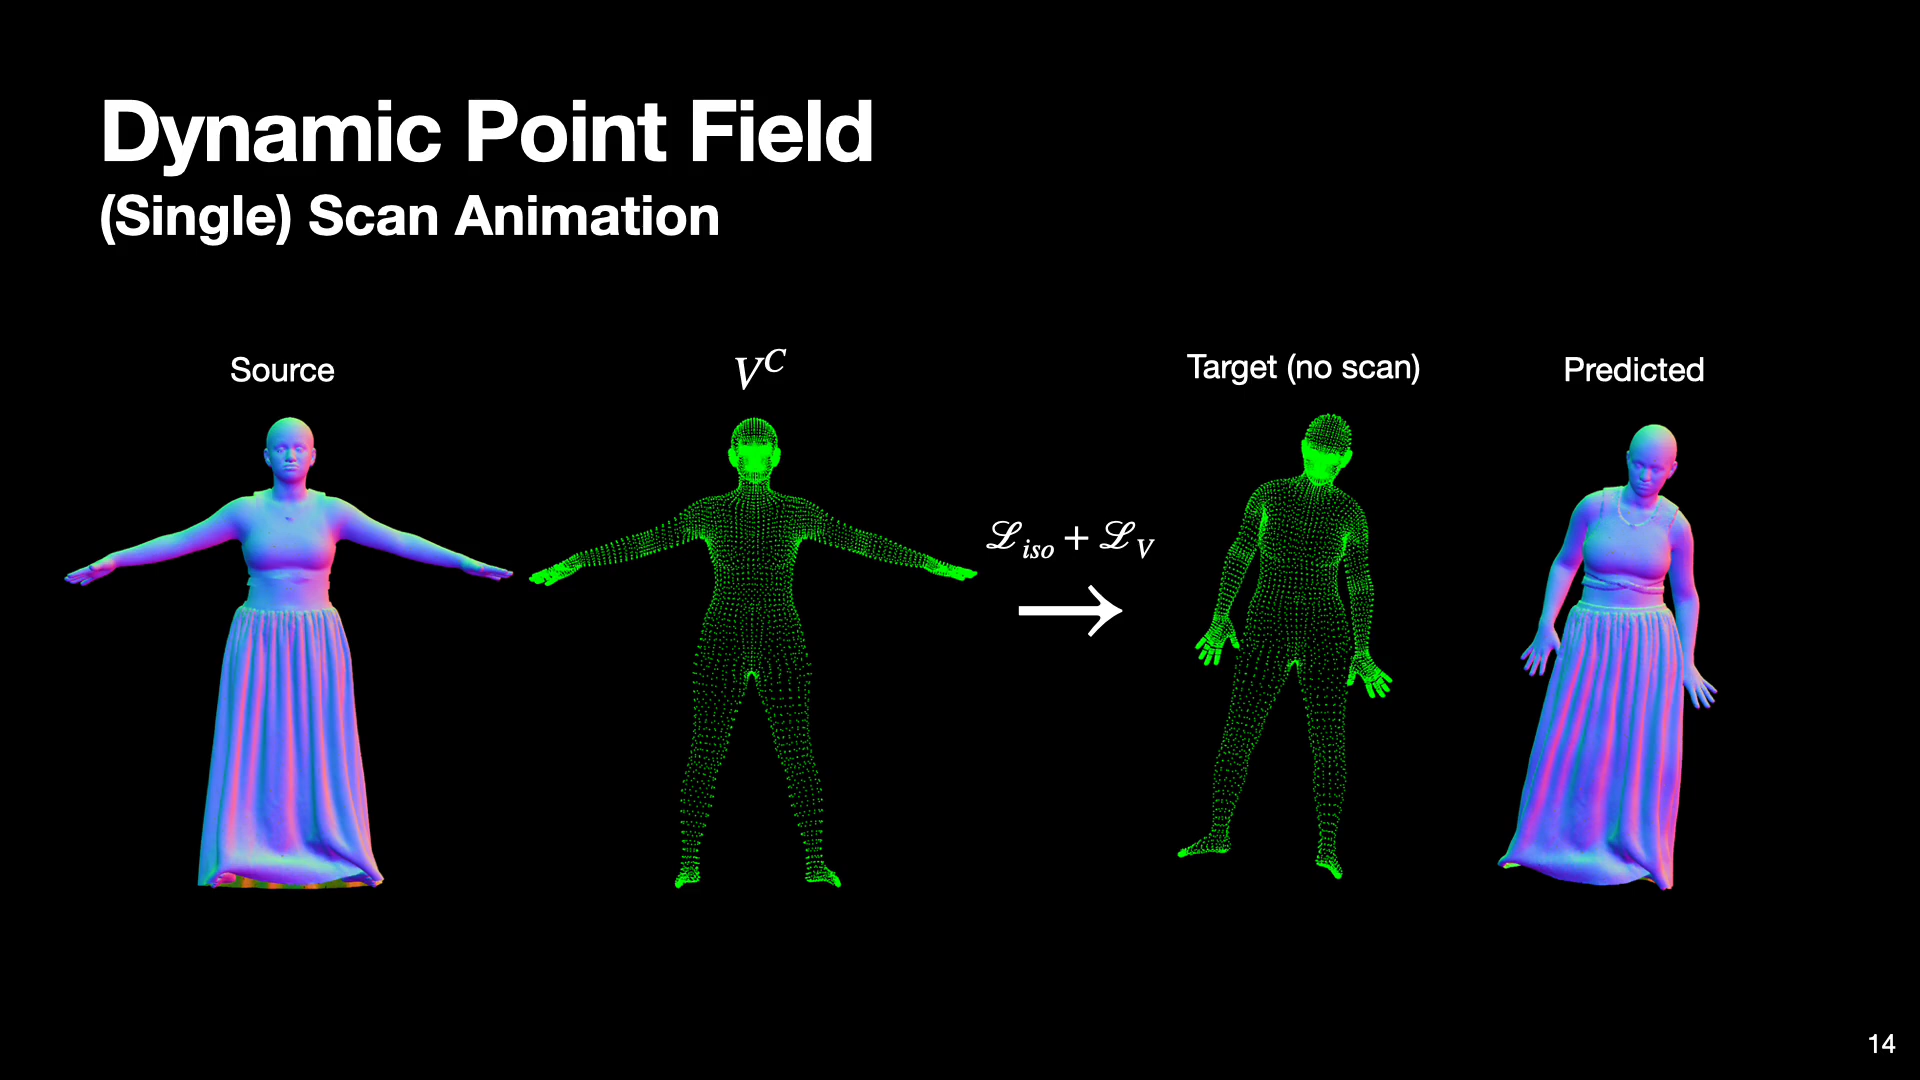 Dynamic Point Field
(Single) Scan Animation
Source
V^C
Target (no scan)
Predicted
ℒ_iso + ℒ_V
14